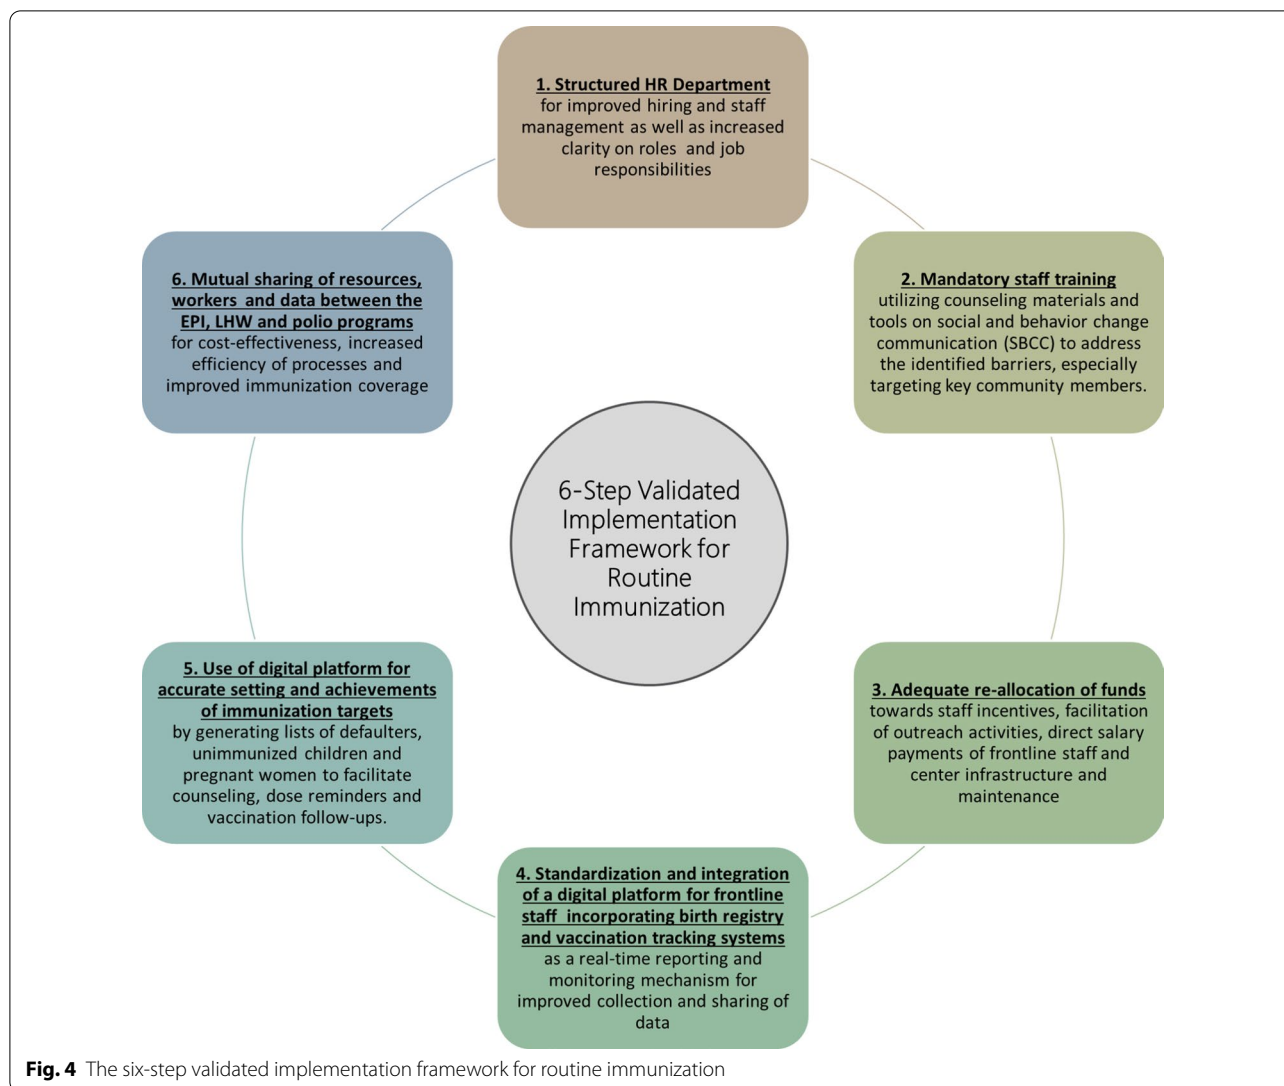 1. Structured HR Department
for improved hiring and staff
management as well as increased
clarity on roles and job
responsibilities
2. Mandatory staff training
utilizing counseling materials and
tools on social and behavior change
communication (SBCC) to address
the identified barriers, especially
targeting key community members.
3. Adequate re-allocation of funds
towards staff incentives, facilitation
of outreach activities, direct salary
payments of frontline staff and
center infrastructure and
maintenance
4. Standardization and integration
of a digital platform for frontline
staff incorporating birth registry
and vaccination tracking systems
as a real-time reporting and
monitoring mechanism for
improved collection and sharing of
data
5. Use of digital platform for
accurate setting and achievements
of immunization targets
by generating lists of defaulters,
unimmunized children and
pregnant women to facilitate
counseling, dose reminders and
vaccination follow-ups.
6. Mutual sharing of resources,
workers and data between the
EPI, LHW and polio programs
for cost-effectiveness, increased
efficiency of processes and
improved immunization coverage
6-Step Validated
Implementation
Framework for
Routine
Immunization
Fig. 4 The six-step validated implementation framework for routine immunization